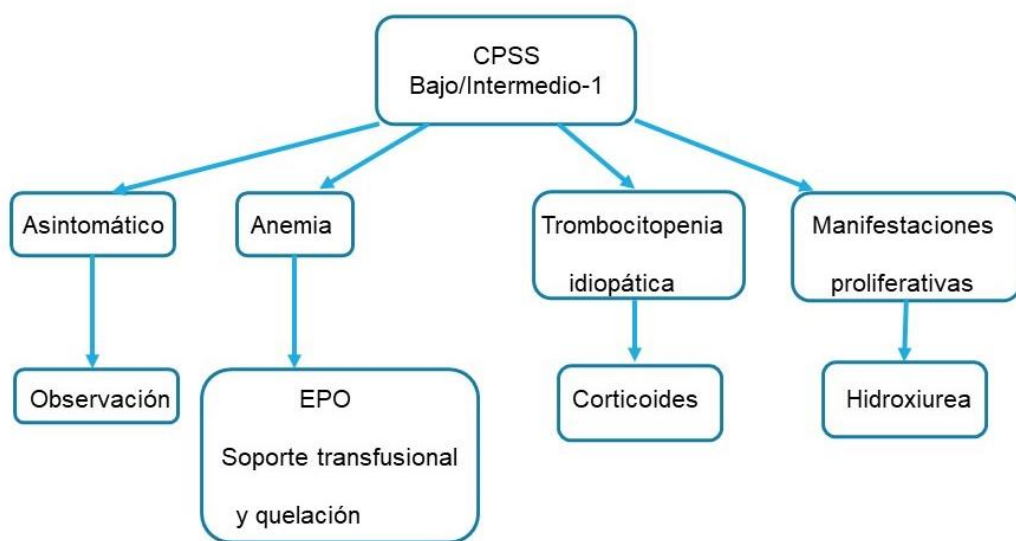 CPSS
Bajo/Intermedio-1
Asintomático
Anemia
Trombocitopenia
idiopática
Manifestaciones
proliferativas
Observación
EPO
Soporte transfusional
y quelación
Corticoides
Hidroxiurea